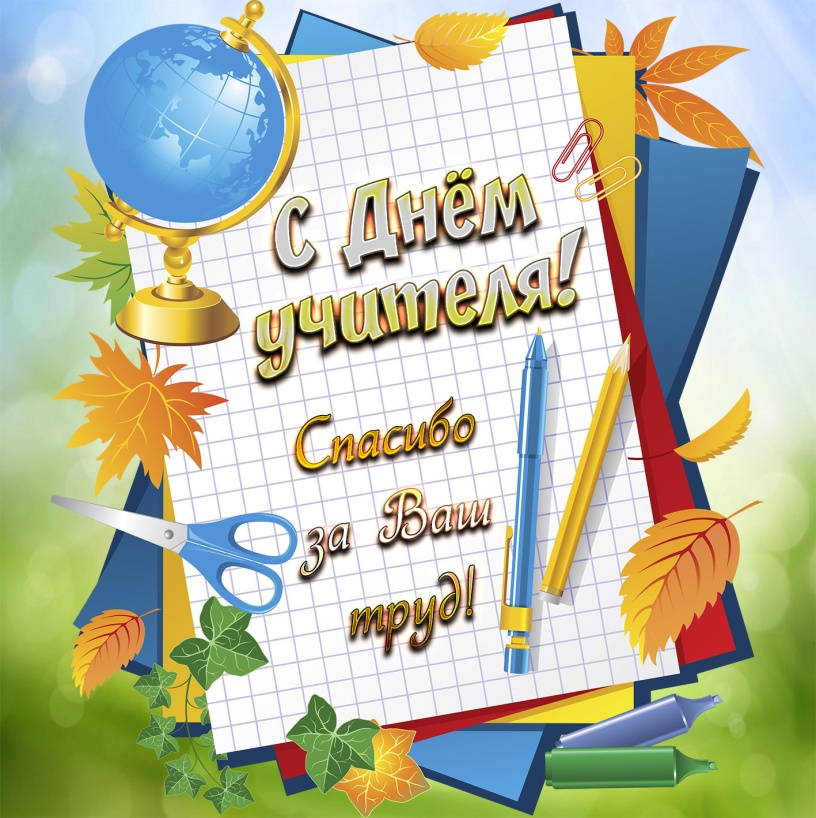 С Днём
учителя!
Спасибо
за Ваш
труд!